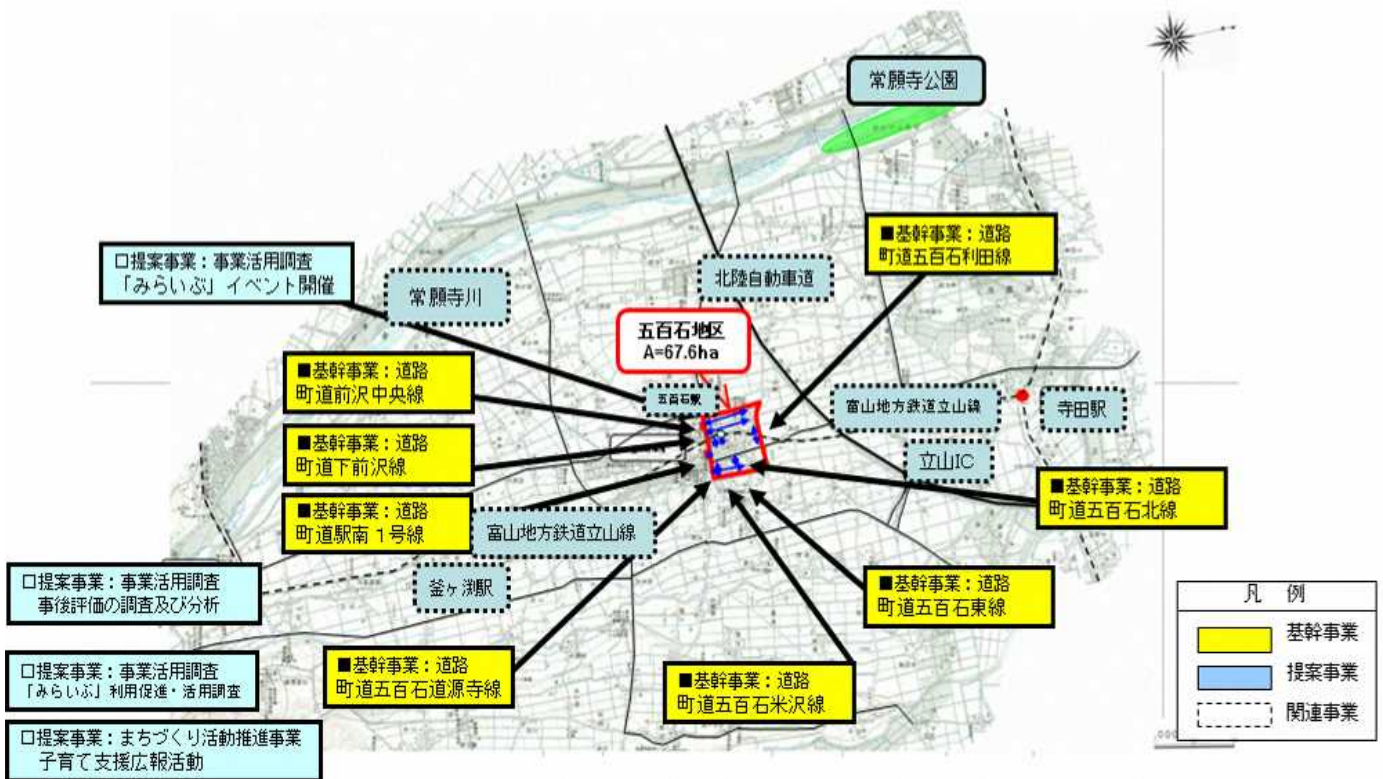 常願寺公園
■基幹事業：道路
町道五百石利田線
□提案事業：事業活用調査
「みらいぶ」イベント開催
常願寺川
北陸自動車道
五百石地区
A=67.6ha
■基幹事業：道路
町道前沢中央線
五百石駅
富山地方鉄道立山線
寺田駅
■基幹事業：道路
町道下前沢線
立山IC
■基幹事業：道路
町道五百石北線
■基幹事業：道路
町道駅南１号線
富山地方鉄道立山線
□提案事業：事業活用調査
事後評価の調査及び分析
釜ヶ渕駅
■基幹事業：道路
町道五百石東線
凡 例
基幹事業
提案事業
関連事業
□提案事業：事業活用調査
「みらいぶ」利用促進・活用調査
■基幹事業：道路
町道五百石道源寺線
■基幹事業：道路
町道五百石米沢線
□提案事業：まちづくり活動推進事業
子育て支援広報活動